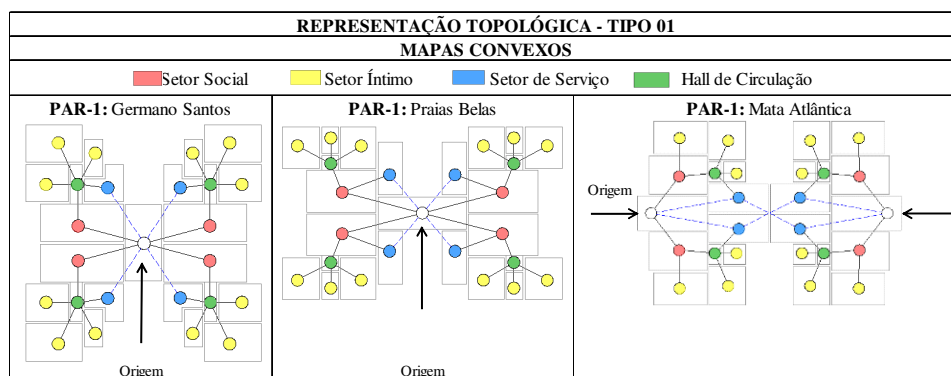 REPRESENTAÇÃO TOPOLÓGICA - TIPO 01
MAPAS CONVEXOS
Setor Social Setor Íntimo Setor de Serviço Hall de Circulação
PAR-1: Germano Santos PAR-1: Praias Belas PAR-1: Mata Atlântica
Origem
Origem Origem